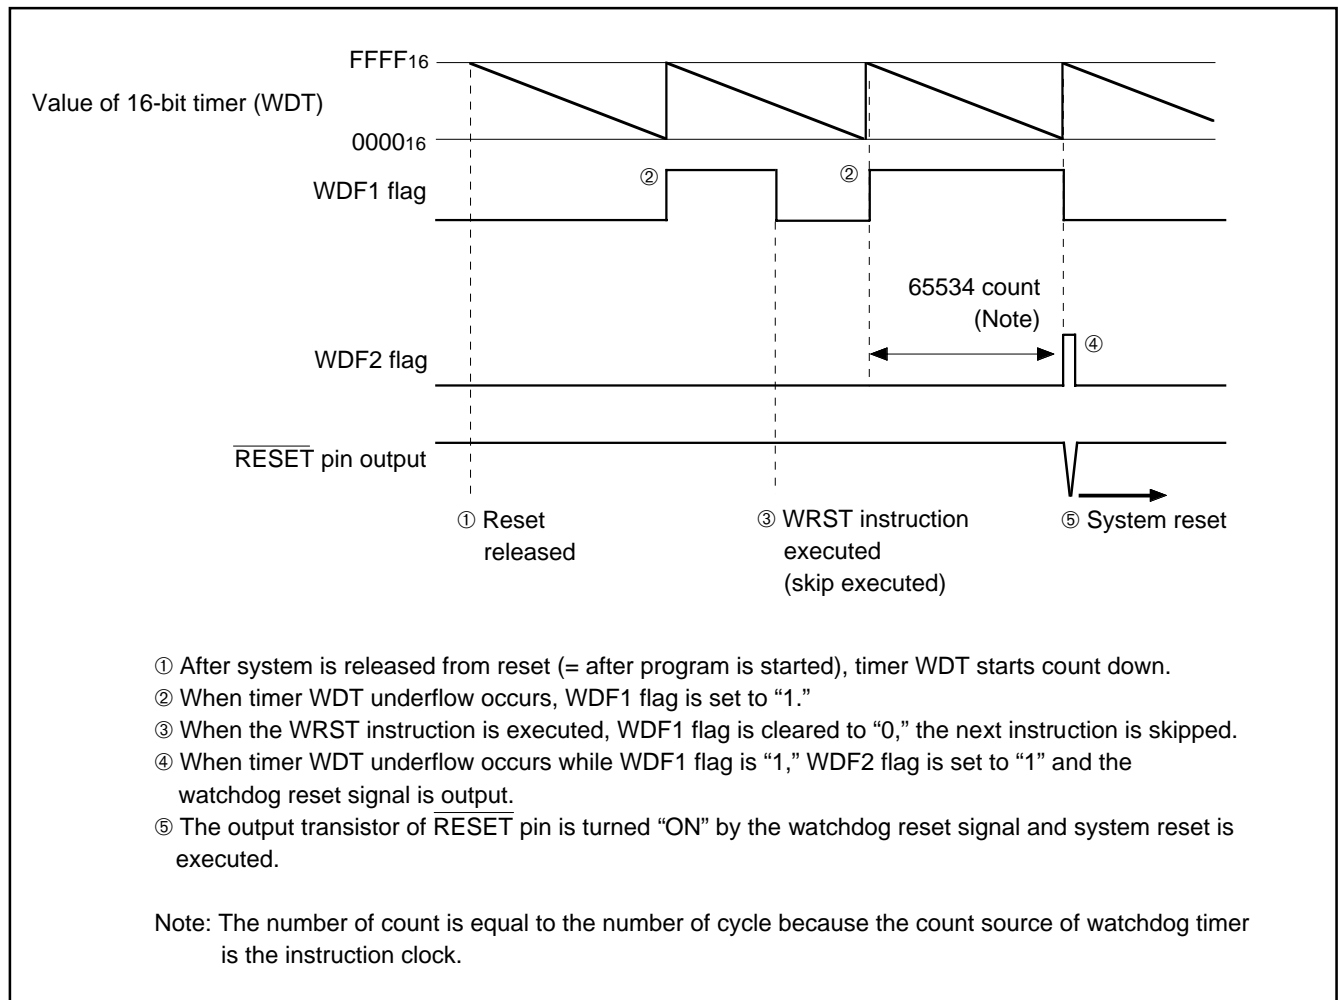 FFFF16
Value of 16-bit timer (WDT)
000016
②
②
WDF1 flag
65534 count
(Note)
④
WDF2 flag
RESET pin output
① Reset
released
③ WRST instruction
executed
(skip executed)
⑤ System reset
① After system is released from reset (= after program is started), timer WDT starts count down.
② When timer WDT underflow occurs, WDF1 flag is set to “1.”
③ When the WRST instruction is executed, WDF1 flag is cleared to “0,” the next instruction is skipped.
④ When timer WDT underflow occurs while WDF1 flag is “1,” WDF2 flag is set to “1” and the
watchdog reset signal is output.
⑤ The output transistor of RESET pin is turned “ON” by the watchdog reset signal and system reset is
executed.
Note: The number of count is equal to the number of cycle because the count source of watchdog timer
is the instruction clock.